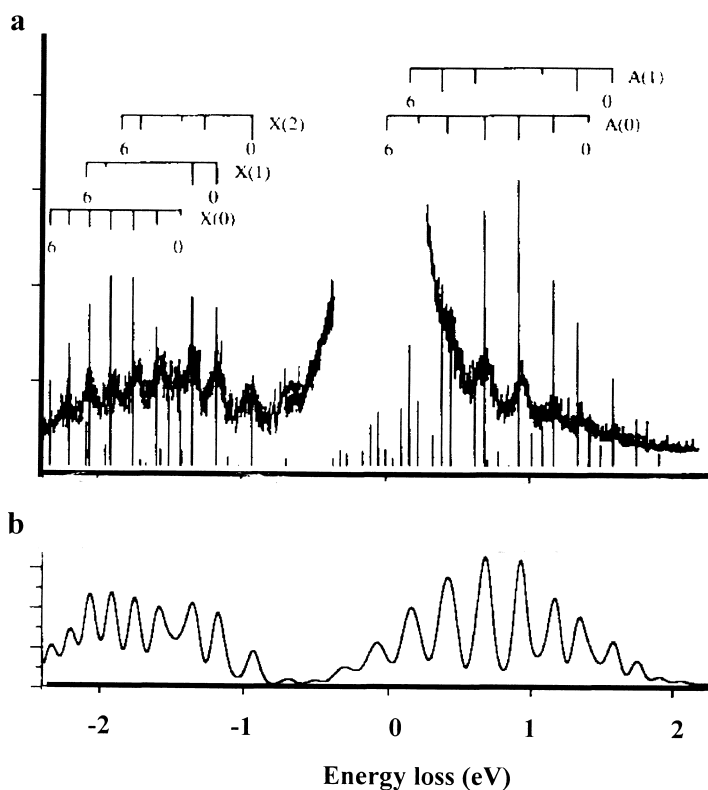 a
A(1)
6 0
A(0)
6 0
X(2)
6 0
X(1)
6 0
X(0)
6 0
b
-2 -1 0 1 2
Energy loss (eV)